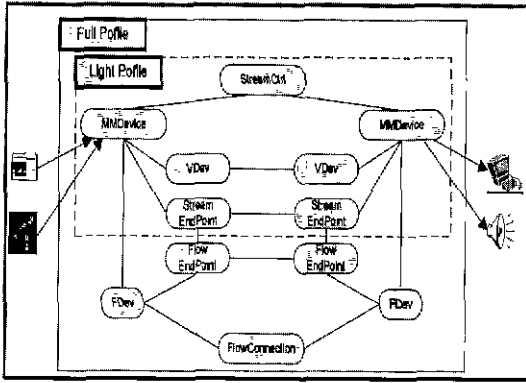 Full Pofile
Light Pofile
StreamCtrl
MMDevice
MMDevice
VDev
VDev
Stream
EndPoint
Stream
EndPoint
Flow
EndPoint
Flow
EndPoint
FDev
FDev
FlowConnection